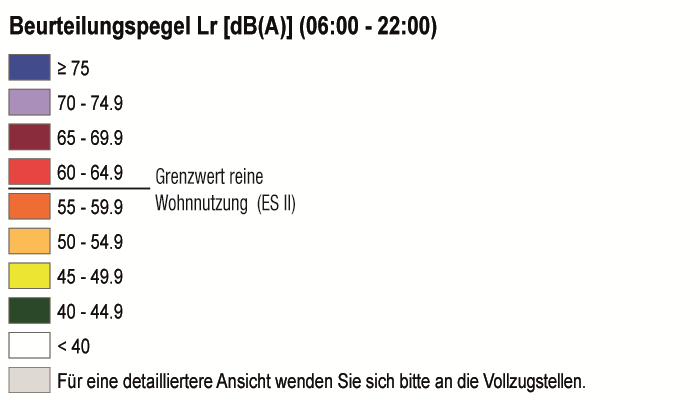 Beurteilungspegel Lr [dB(A)] (06:00 - 22:00)
≥ 75
70 - 74.9
65 - 69.9
60 - 64.9
Grenzwert reine
Wohnnutzung (ES II)
55 - 59.9
50 - 54.9
45 - 49.9
40 - 44.9
< 40
Für eine detailliertere Ansicht wenden Sie sich bitte an die Vollzugstellen.